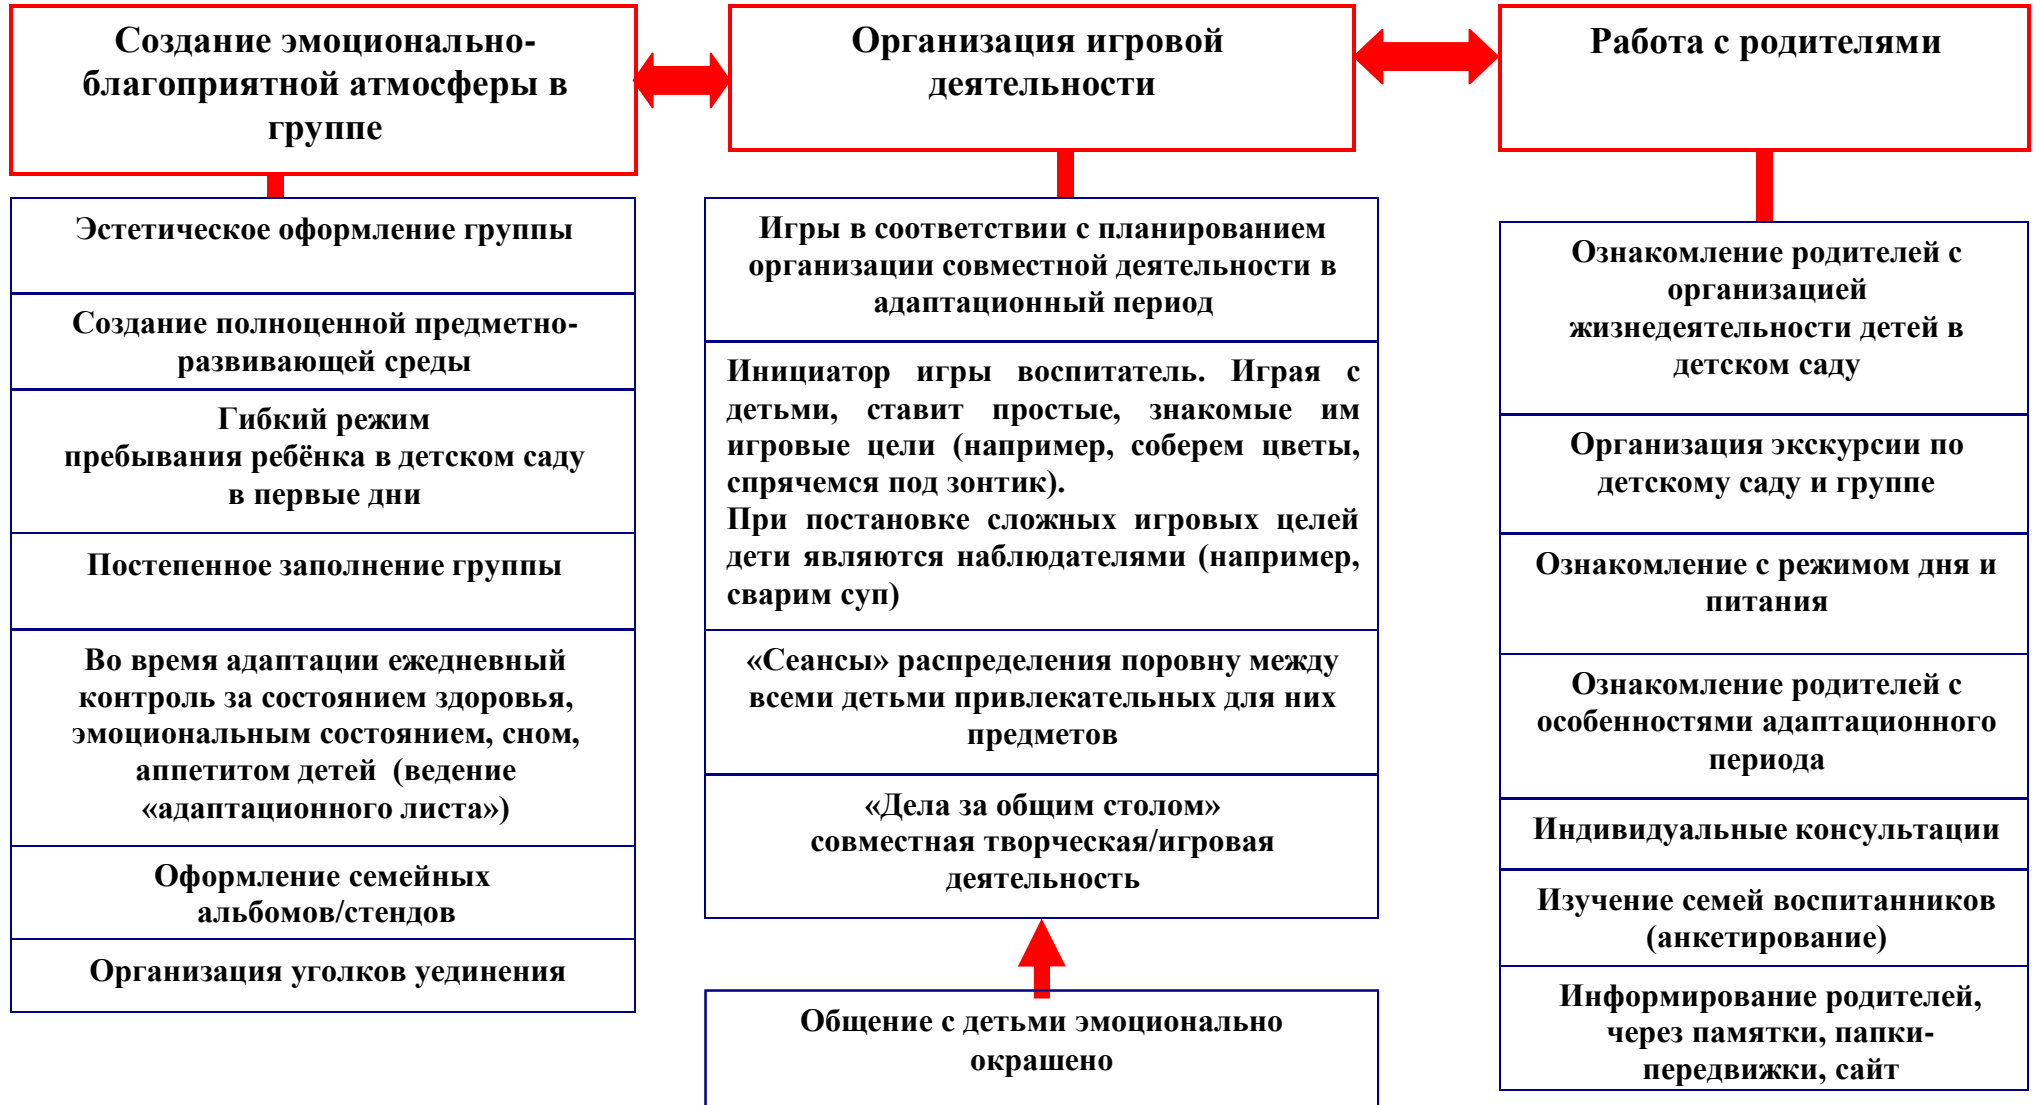 Создание эмоционально-
благоприятной атмосферы в
группе
Эстетическое оформление группы
Создание полноценной предметно-
развивающей среды
Гибкий режим
пребывания ребёнка в детском саду
в первые дни
Постепенное заполнение группы
Во время адаптации ежедневный
контроль за состоянием здоровья,
эмоциональным состоянием, сном,
аппетитом детей (ведение
«адаптационного листа»)
Оформление семейных
альбомов/стендов
Организация уголков уединения
Организация игровой
деятельности
Игры в соответствии с планированием
организации совместной деятельности в
адаптационный период
Инициатор игры воспитатель. Играя с
детьми, ставит простые, знакомые им
игровые цели (например, соберем цветы,
спрячемся под зонтик).
При постановке сложных игровых целей
дети являются наблюдателями (например,
сварим суп)
«Сеансы» распределения поровну между
всеми детьми привлекательных для них
предметов
«Дела за общим столом»
совместная творческая/игровая
деятельность
Общение с детьми эмоционально
окрашено
Работа с родителями
Ознакомление родителей с
организацией
жизнедеятельности детей в
детском саду
Организация экскурсии по
детскому саду и группе
Ознакомление с режимом дня и
питания
Ознакомление родителей с
особенностями адаптационного
периода
Индивидуальные консультации
Изучение семей воспитанников
(анкетирование)
Информирование родителей,
через памятки, папки-
передвижки, сайт